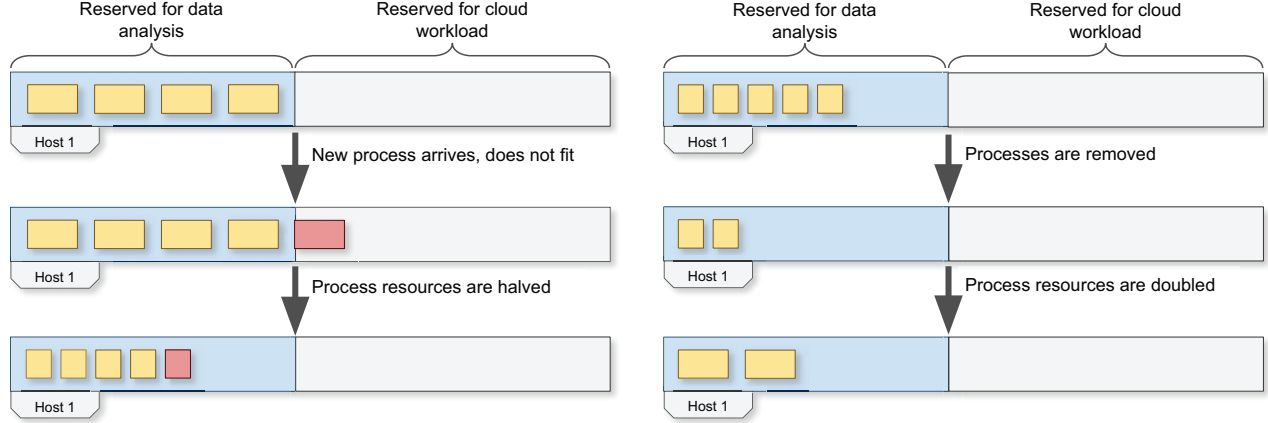 Reserved for data
analysis
Reserved for cloud
workload
Host 1
New process arrives, does not fit
Host 1
Process resources are halved
Host 1
Reserved for data
analysis
Reserved for cloud
workload
Host 1
Processes are removed
Host 1
Process resources are doubled
Host 1